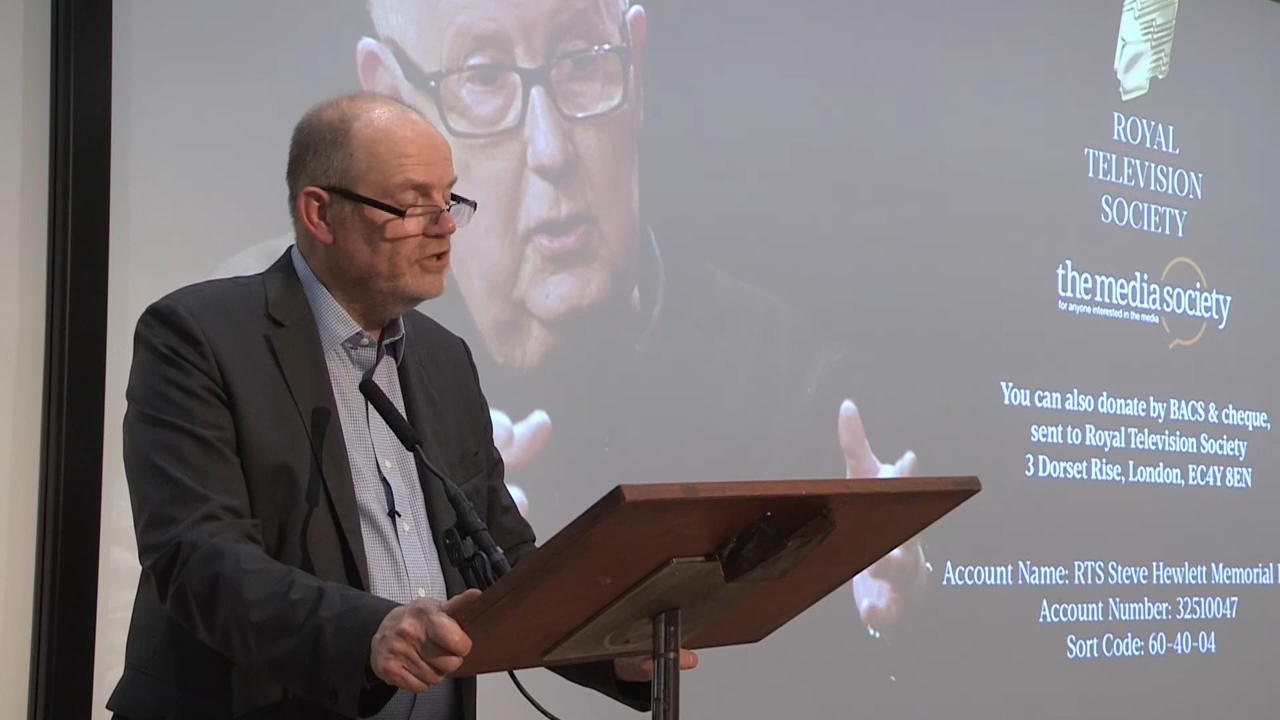 ROYAL
TELEVISION
SOCIETY
the media society
for anyone interested in the media
You can also donate by BACS & cheque,
sent to Royal Television Society
3 Dorset Rise, London, EC4Y 8EN
Account Name: RTS Steve Hewlett Memorial
Account Number: 32510047
Sort Code: 60-40-04